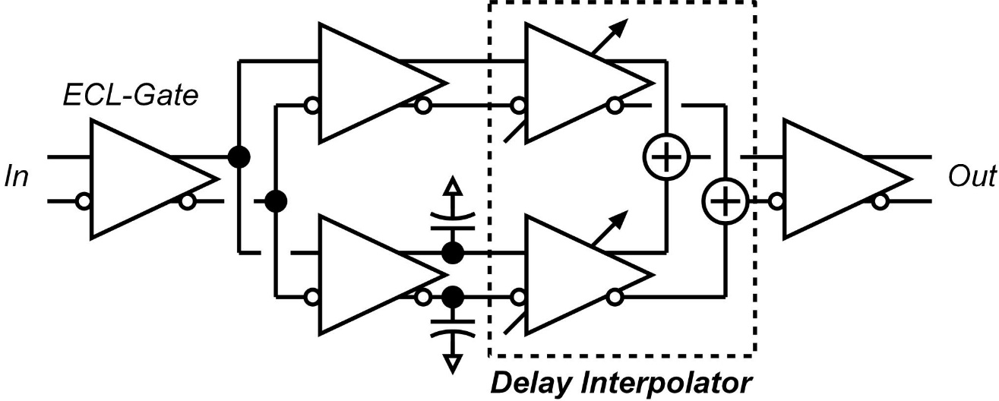 ECL-Gate
In
Out
Delay Interpolator